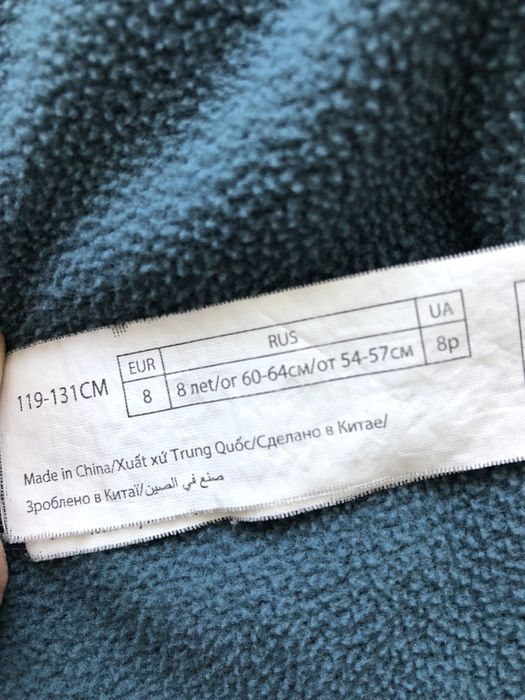 119-131CM
EUR RUS UA
8 8 лет/or 60-64см/от 54-57см 8р
Made in China/Xuất xứ Trung Quốc/Сделано в Китае/
Зроблено в Китаї/صنع في الصين